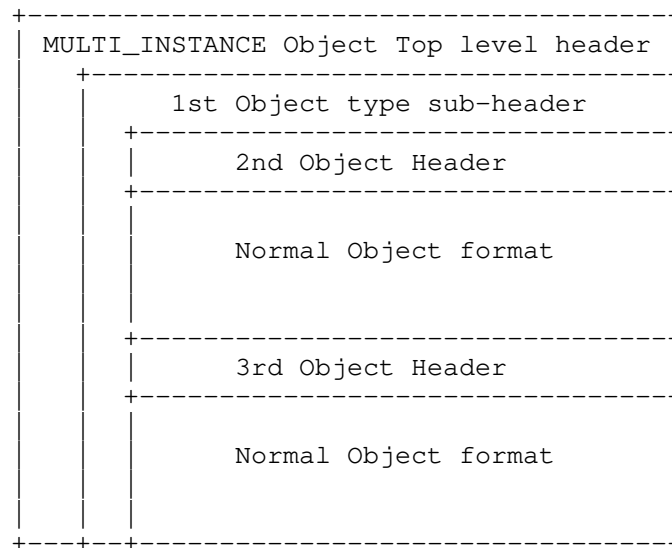 MULTI_INSTANCE Object Top level header
1st Object type sub-header
2nd Object Header
Normal Object format
3rd Object Header
Normal Object format